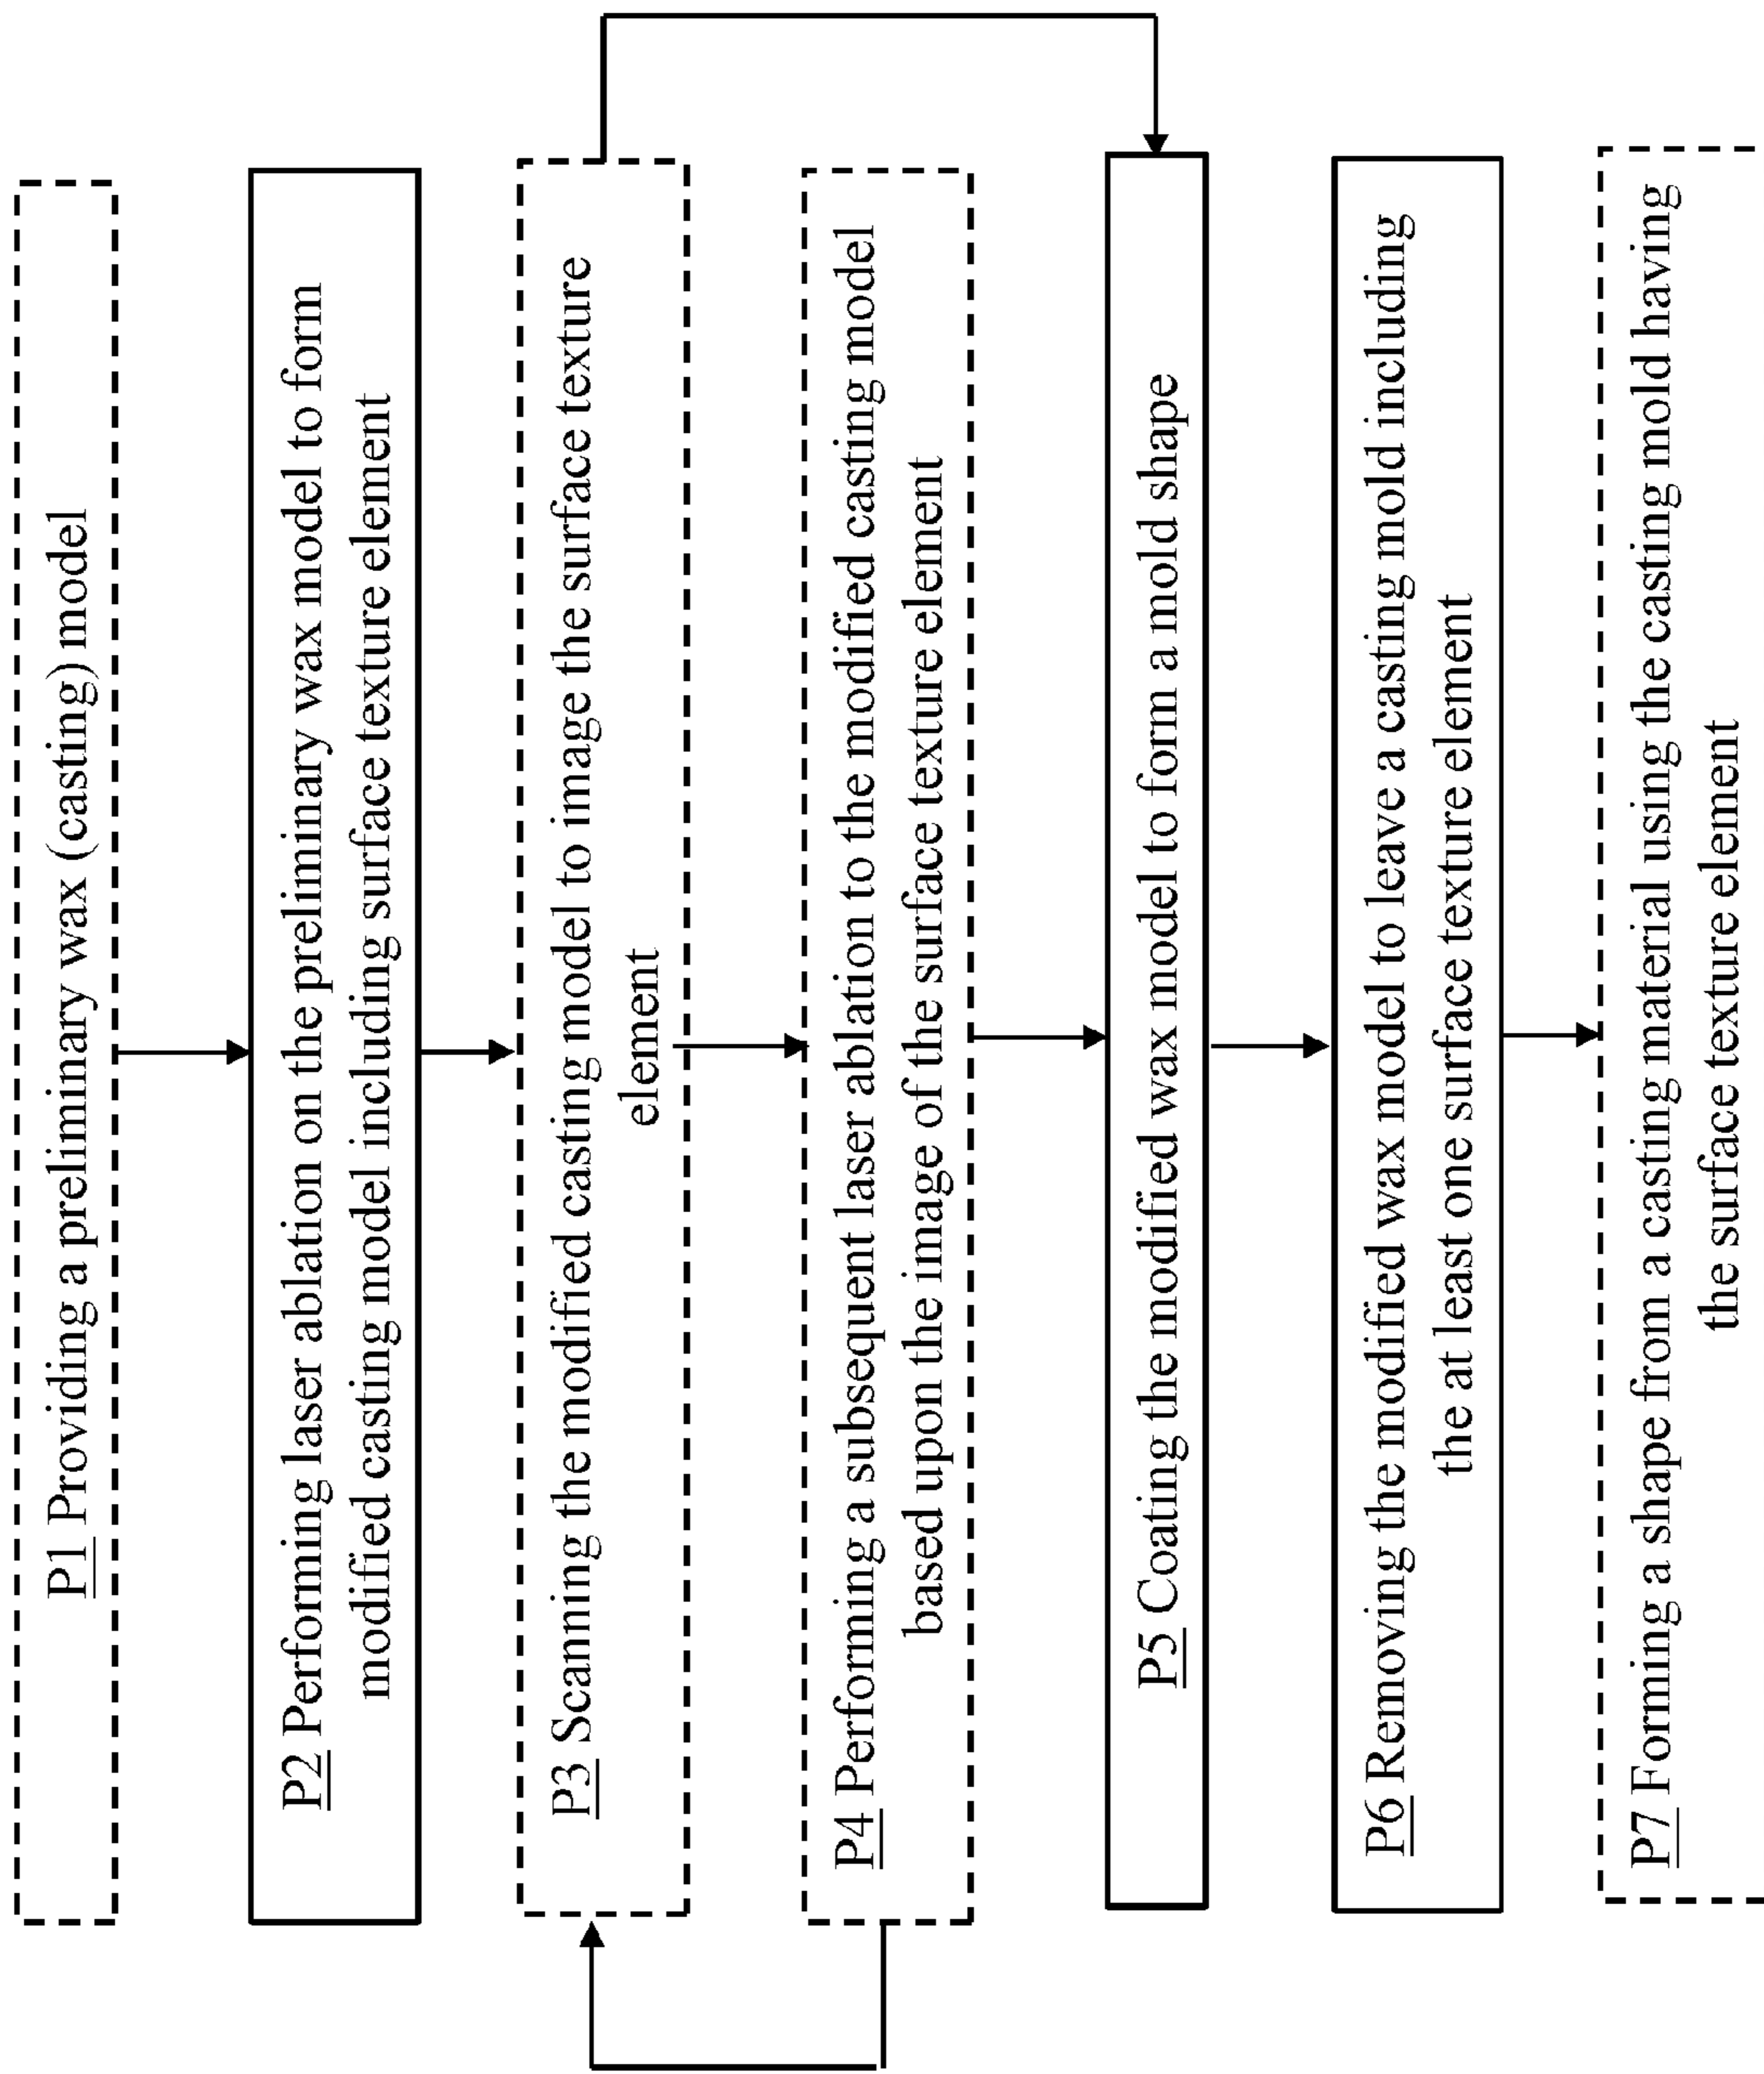 P1 Providing a preliminary wax (casting) model
P2 Performing laser ablation on the preliminary wax model to form
modified casting model including surface texture element
P3 Scanning the modified casting model to image the surface texture
element
P4 Performing a subsequent laser ablation to the modified casting model
based upon the image of the surface texture element
P5 Coating the modified wax model to form a mold shape
P6 Removing the modified wax model to leave a casting mold including
the at least one surface texture element
P7 Forming a shape from a casting material using the casting mold having
the surface texture element